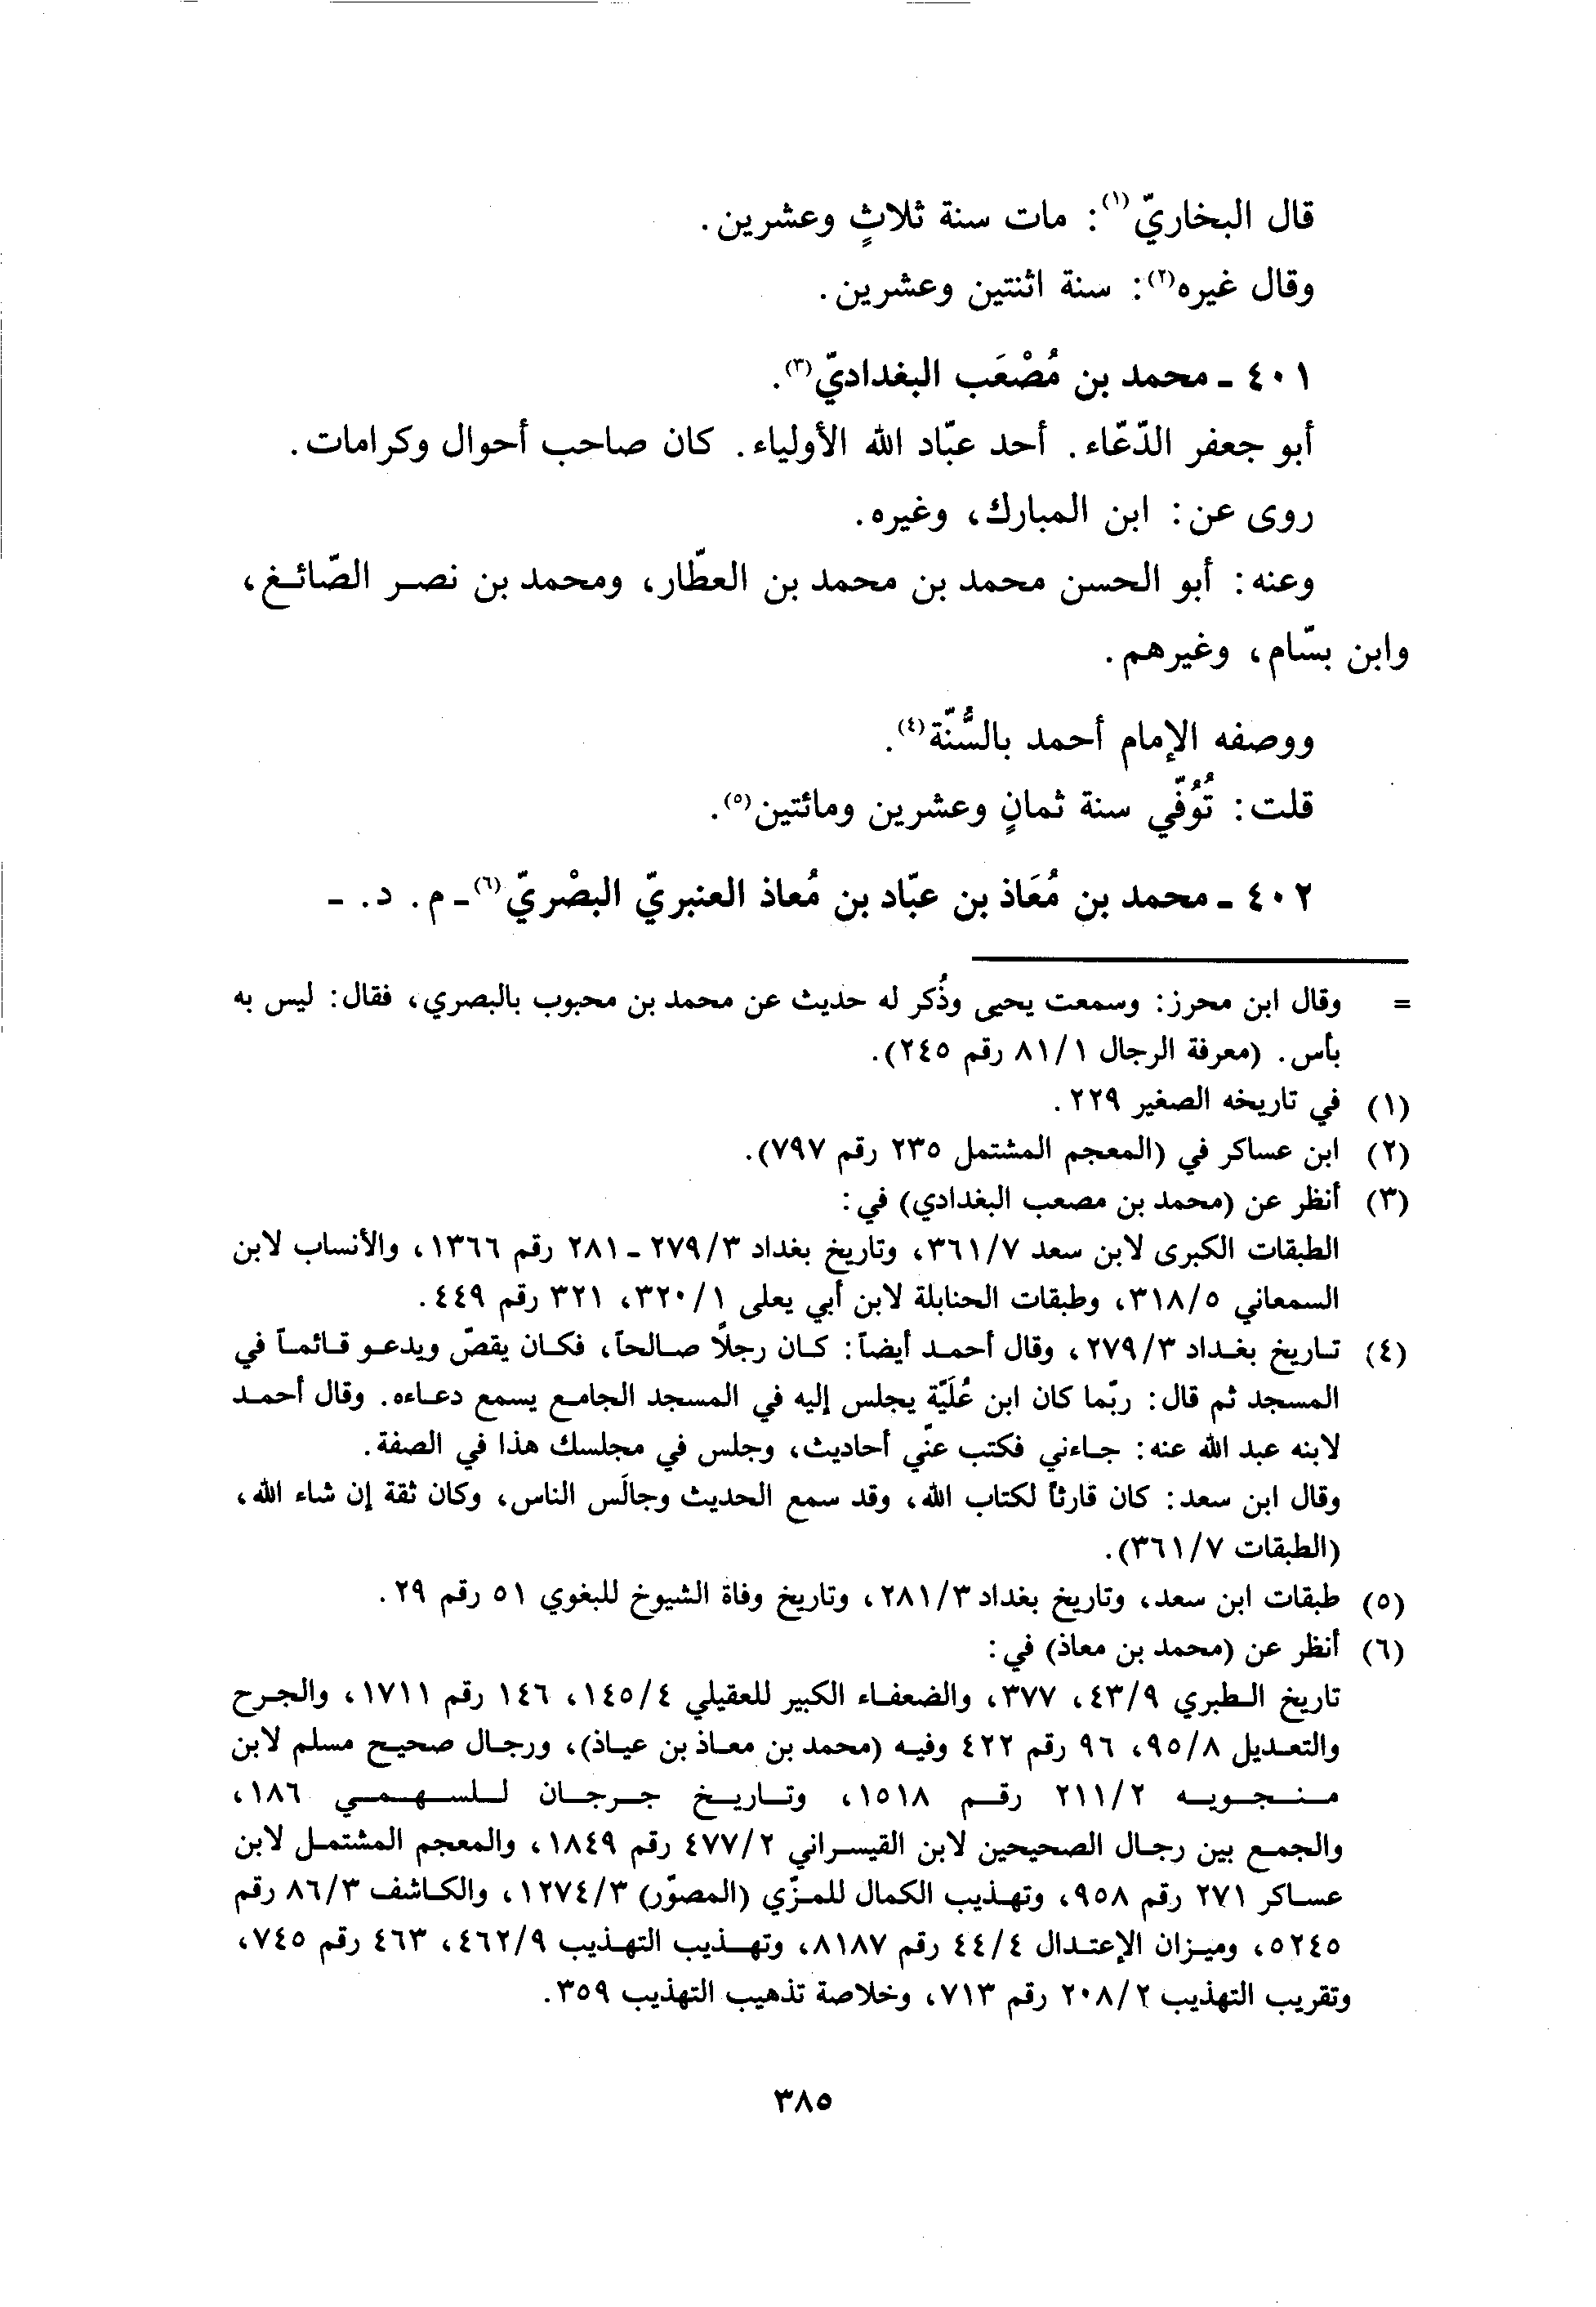 قال البخاريّ(١): مات سنة ثلاثٍ وعشرين.
وقال غيره(٢): سنة اثنتين وعشرين.
٤٠١ ـ محمد بن مُصْعَب البغداديّ(٣).
أبو جعفر الدّعّاء. أحد عبّاد الله الأولياء. كان صاحب أحوال وكرامات.
روى عن: ابن المبارك، وغيره.
وعنه: أبو الحسن محمد بن محمد بن العطّار، ومحمد بن نصر الصّائغ،
وابن بسّام، وغيرهم.
ووصفه الإمام أحمد بالسُّنّة(٤).
قلت: تُوُفّي سنة ثمانٍ وعشرين ومائتين(٥).
٤٠٢ ـ محمد بن مُعَاذ بن عبّاد بن مُعاذ العنبريّ البصْريّ(٦) ـ م. د. ـ
= وقال ابن محرز: وسمعت يحيى وذُكر له حديث عن محمد بن محبوب بالبصري، فقال: ليس به
بأس. (معرفة الرجال ٨١/١ رقم ٢٤٥).
(١) في تاريخه الصغير ٢٢٩.
(٢) ابن عساكر في (المعجم المشتمل ٢٣٥ رقم ٧٩٧).
(٣) أنظر عن (محمد بن مصعب البغدادي) في:
الطبقات الكبرى لابن سعد ٣٦١/٧، وتاريخ بغداد ٢٧٩/٣ ـ ٢٨١ رقم ١٣٦٦، والأنساب لابن
السمعاني ٣١٨/٥، وطبقات الحنابلة لابن أبي يعلى ٣٢٠/١، ٣٢١ رقم ٤٤٩.
(٤) تاريخ بغداد ٢٧٩/٣، وقال أحمد أيضاً: كان رجلاً صالحاً، فكان يقصّ ويدعو قائماً في
المسجد ثم قال: ربّما كان ابن عُلَيّة يجلس إليه في المسجد الجامع يسمع دعاءه. وقال أحمد
لابنه عبد الله عنه: جاءني فكتب عنّي أحاديث، وجلس في مجلسك هذا في الصفة.
وقال ابن سعد: كان قارئاً لكتاب الله، وقد سمع الحديث وجالَس الناس، وكان ثقة إن شاء الله،
(الطبقات ٣٦١/٧).
(٥) طبقات ابن سعد، وتاريخ بغداد ٢٨١/٣، وتاريخ وفاة الشيوخ للبغوي ٥١ رقم ٢٩.
(٦) أنظر عن (محمد بن معاذ) في:
تاريخ الطبري ٤٣/٩، ٣٧٧، والضعفاء الكبير للعقيلي ١٤٥/٤، ١٤٦ رقم ١٧١١، والجرح
والتعديل ٩٥/٨، ٩٦ رقم ٤٢٢ وفيه (محمد بن معاذ بن عياذ)، ورجال صحيح مسلم لابن
منجويه ٢١١/٢ رقم ١٥١٨، وتاريخ جرجان للسهمي ١٨٦،
والجمع بين رجال الصحيحين لابن القيسراني ٤٧٧/٢ رقم ١٨٤٩، والمعجم المشتمل لابن
عساكر ٢٧١ رقم ٩٥٨، وتهذيب الكمال للمزّي (المصوّر) ١٢٧٤/٣، والكاشف ٨٦/٣ رقم
٥٢٤٥، وميزان الإعتدال ٤٤/٤ رقم ٨١٨٧، وتهذيب التهذيب ٤٦٢/٩، ٤٦٣ رقم ٧٤٥،
وتقريب التهذيب ٢٠٨/٢ رقم ٧١٣، وخلاصة تذهيب التهذيب ٣٥٩.
٣٨٥